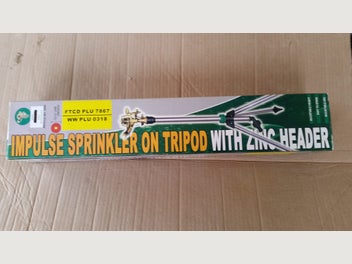 FTCD PLU 7867
WW PLU 0318
IMPULSE SPRINKLER ON TRIPOD WITH ZINC HEADER